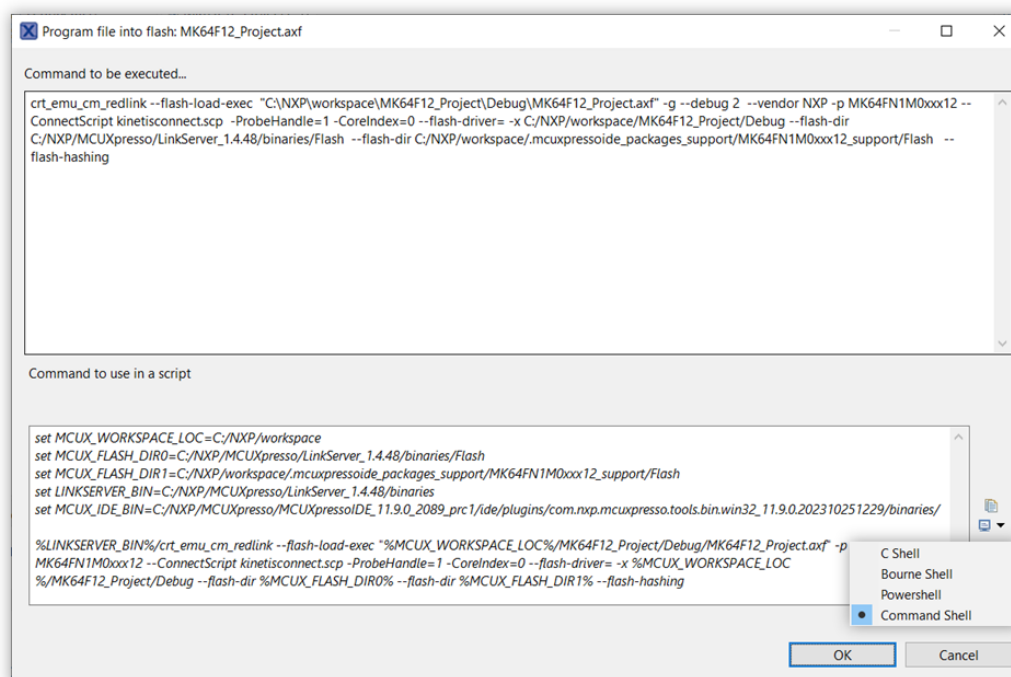 Program file into flash: MK64F12_Project.axf
Command to be executed...
crt_emu_cm_redlink --flash-load-exec  "C:\NXP\workspace\MK64F12_Project\Debug\MK64F12_Project.axf" -g --debug 2  --vendor NXP -p MK64FN1M0xxx12 --
ConnectScript kinetisconnect.scp  -ProbeHandle=1 -CoreIndex=0 --flash-driver= -x C:/NXP/workspace/MK64F12_Project/Debug --flash-dir
C:/NXP/MCUXpresso/LinkServer_1.4.48/binaries/Flash  --flash-dir C:/NXP/workspace/.mcuxpressoide_packages_support/MK64FN1M0xxx12_support/Flash   --
flash-hashing
Command to use in a script
set MCUX_WORKSPACE_LOC=C:/NXP/workspace
set MCUX_FLASH_DIR0=C:/NXP/MCUXpresso/LinkServer_1.4.48/binaries/Flash
set MCUX_FLASH_DIR1=C:/NXP/workspace/.mcuxpressoide_packages_support/MK64FN1M0xxx12_support/Flash
set LINKSERVER_BIN=C:/NXP/MCUXpresso/LinkServer_1.4.48/binaries
set MCUX_IDE_BIN=C:/NXP/MCUXpresso/MCUXpressoIDE_11.9.0_2089_prc1/ide/plugins/com.nxp.mcuxpresso.tools.bin.win32_11.9.0.202310251229/binaries/
%LINKSERVER_BIN%/crt_emu_cm_redlink --flash-load-exec "%MCUX_WORKSPACE_LOC%/MK64F12_Project/Debug/MK64F12_Project.axf" -p
MK64FN1M0xxx12 --ConnectScript kinetisconnect.scp -ProbeHandle=1 -CoreIndex=0 --flash-driver= -x %MCUX_WORKSPACE_LOC
%/MK64F12_Project/Debug --flash-dir %MCUX_FLASH_DIR0% --flash-dir %MCUX_FLASH_DIR1% --flash-hashing
C Shell
Bourne Shell
Powershell
Command Shell
OK
Cancel